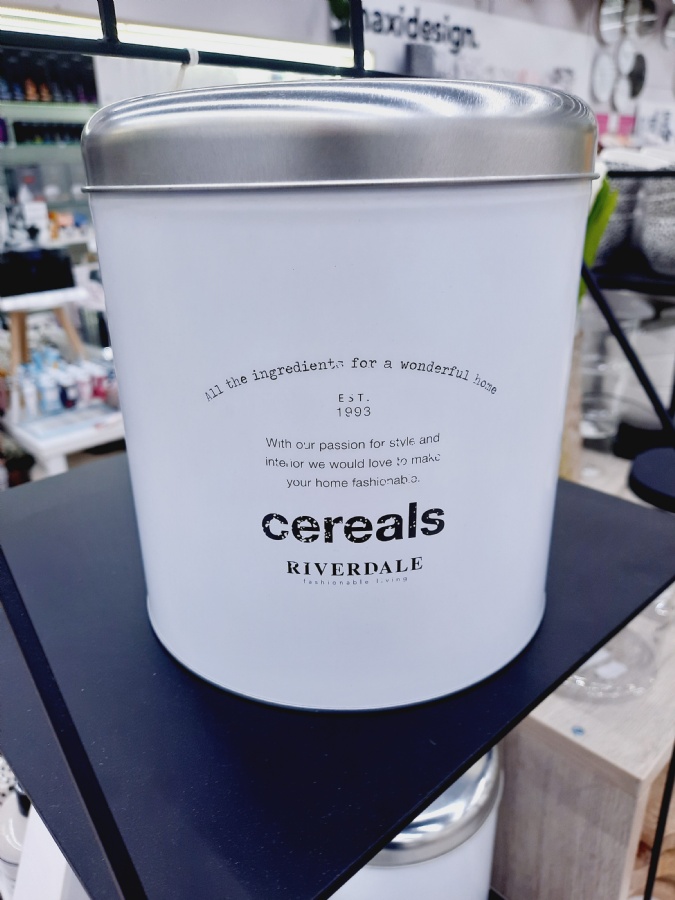 maxidesign.
All the ingredients for a wonderful home
EST.
1993
With our passion for style and
interior we would love to make
your home fashionable.
cereals
RIVERDALE
fashionable living